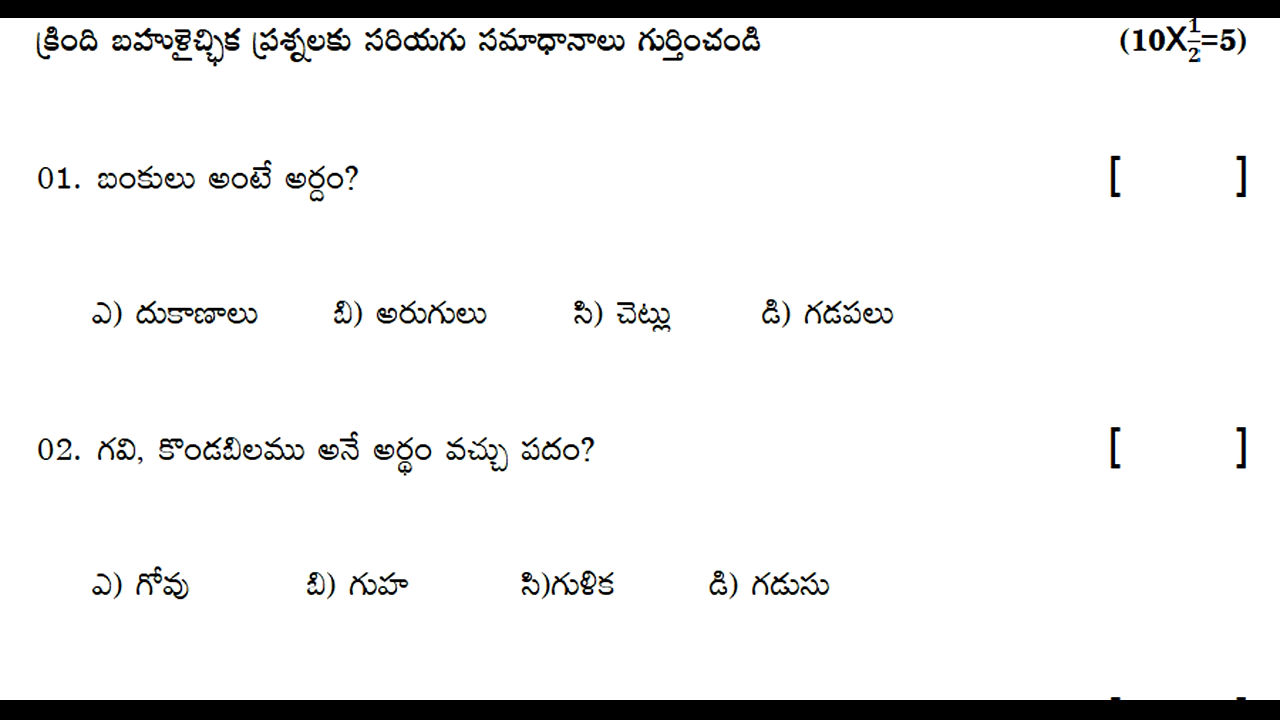 క్రింది బహుళైచ్ఛిక ప్రశ్నలకు సరియగు సమాధానాలు గుర్తించండి (10X1/2=5)
01. బంకులు అంటే అర్దం? [ ]
ఎ) దుకాణాలు బి) అరుగులు సి) చెట్లు డి) గడపలు
02. గవి, కొండబిలము అనే అర్థం వచ్చు పదం? [ ]
ఎ) గోవు బి) గుహ సి)గుళిక డి) గడుసు